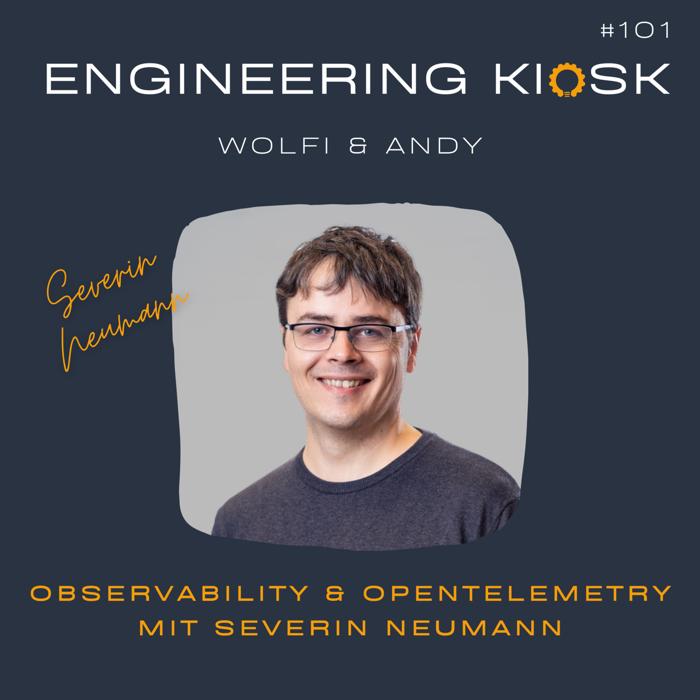 #101
ENGINEERING KIOSK
WOLFI & ANDY
Severin
Neumann
OBSERVABILITY & OPENTELEMETRY
MIT SEVERIN NEUMANN